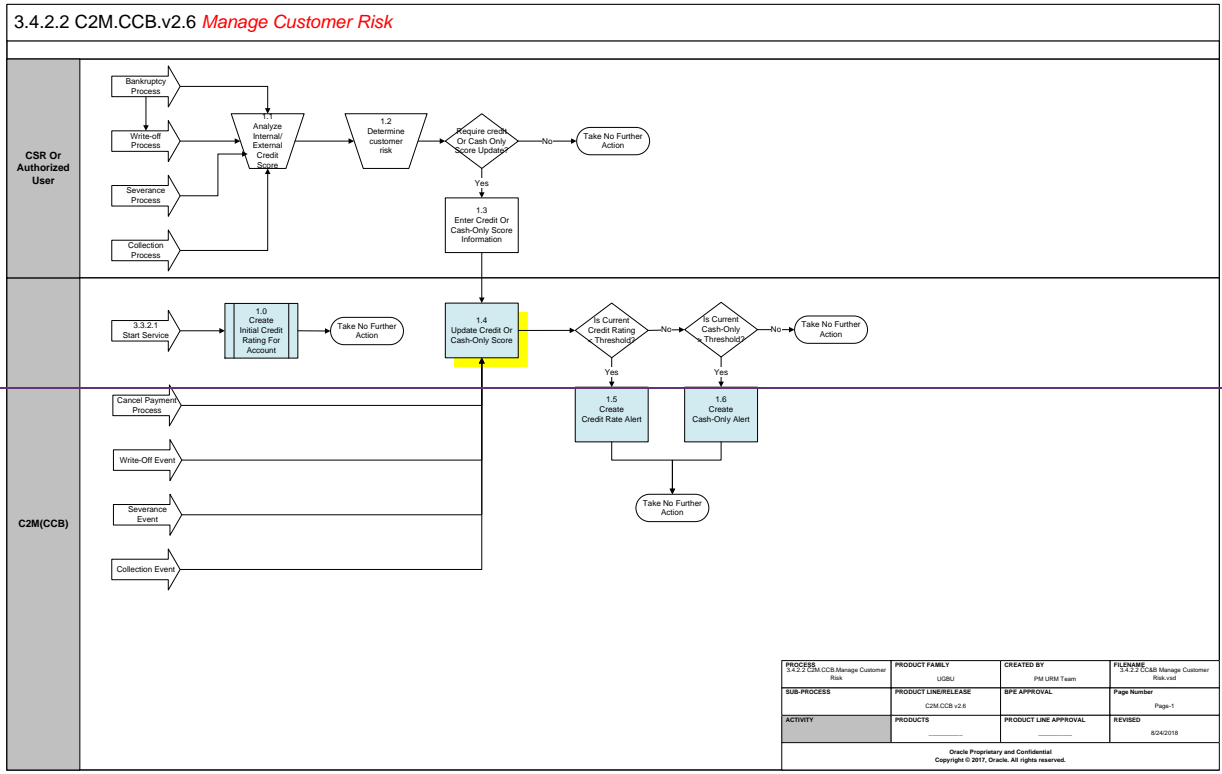 3.4.2.2 C2M.CCB.v2.6 Manage Customer Risk
CSR Or
Authorized
User
Bankruptcy
Process
Write-off
Process
Severance
Process
Collection
Process
1.1
Analyze
Internal/
External
Credit
Score
1.2
Determine
customer
risk
Require credit
Or Cash Only
Score Update?
No
Take No Further
Action
Yes
1.3
Enter Credit Or
Cash-Only Score
Information
C2M(CCB)
3.3.2.1
Start Service
1.0
Create
Initial Credit
Rating For
Account
Take No Further
Action
1.4
Update Credit Or
Cash-Only Score
Is Current
Credit Rating
< Threshold?
No
Is Current
Cash-Only
> Threshold?
No
Take No Further
Action
Yes
Yes
1.5
Create
Credit Rate Alert
1.6
Create
Cash-Only Alert
Take No Further
Action
Cancel Payment
Process
Write-Off Event
Severance
Event
Collection Event
PROCESS
3.4.2.2 C2M.CCB.Manage Customer
Risk
PRODUCT FAMILY
UGBU
CREATED BY
PM URM Team
FILENAME
3.4.2.2 CC&B Manage Customer
Risk.vsd
SUB-PROCESS
PRODUCT LINE/RELEASE
C2M.CCB v2.6
BPE APPROVAL
Page Number
Page-1
ACTIVITY
PRODUCTS
___________
PRODUCT LINE APPROVAL
___________
REVISED
8/24/2018
Oracle Proprietary and Confidential
Copyright © 2017, Oracle. All rights reserved.